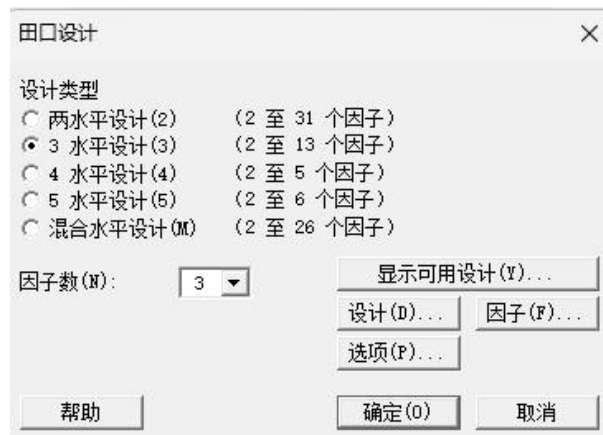 田口设计
设计类型
两水平设计(2) (2 至 31 个因子)
3 水平设计(3) (2 至 13 个因子)
4 水平设计(4) (2 至 5 个因子)
5 水平设计(5) (2 至 6 个因子)
混合水平设计(M) (2 至 26 个因子)
因子数(N): 3 显示可用设计(Y)...
设计(D)... 因子(F)...
选项(P)...
帮助 确定(O) 取消